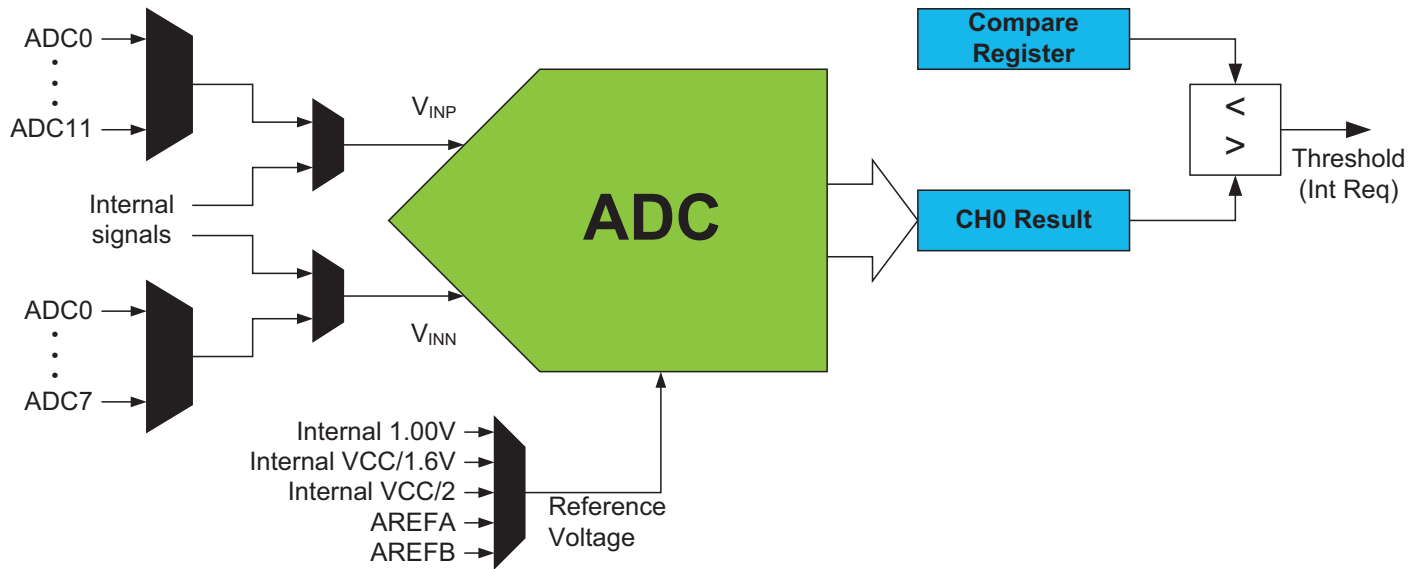 ADC0
ADC11
Internal
signals
ADC0
ADC7
VINP
VINN
ADC
Internal 1.00V
Internal VCC/1.6V
Internal VCC/2
AREFA
AREFB
Reference
Voltage
Compare
Register
CH0 Result
<
>
Threshold
(Int Req)